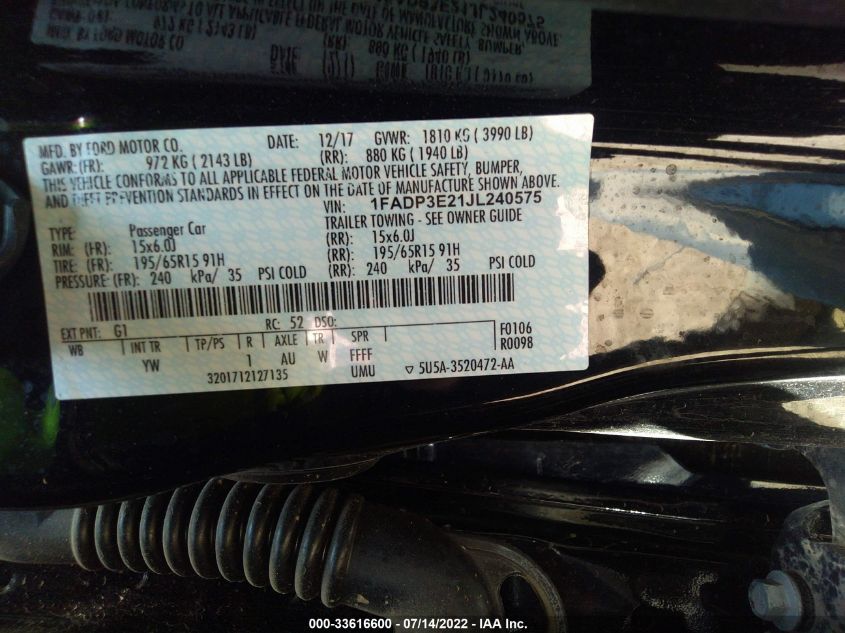 MFD. BY FORD MOTOR CO. DATE: 12/17 GVWR: 1810 KG ( 3990 LB)
GAWR:(FR): 972 KG ( 2143 LB) (RR): 880 KG ( 1940 LB)
THIS VEHICLE CONFORMS TO ALL APPLICABLE FEDERAL MOTOR VEHICLE SAFETY, BUMPER,
AND THEFT PREVENTION STANDARDS IN EFFECT ON THE DATE OF MANUFACTURE SHOWN ABOVE.
VIN: 1FADP3E21JL240575
TYPE: Passenger Car TRAILER TOWING - SEE OWNER GUIDE
RIM: (FR): 15x6.0J (RR): 15x6.0J
TIRE: (FR): 195/65R15 91H (RR): 195/65R15 91H
PRESSURE: (FR): 240 kPa/ 35 PSI COLD (RR): 240 kPa/ 35 PSI COLD
EXT PNT: G1 RC: 52 DSO: F0106
WB INT TR TP/PS R AXLE TR SPR R0098
YW 1 AU W FFFF
3201712127135 UMU ▽ 5U5A-3520472-AA
000-33616600 - 07/14/2022 - IAA Inc.